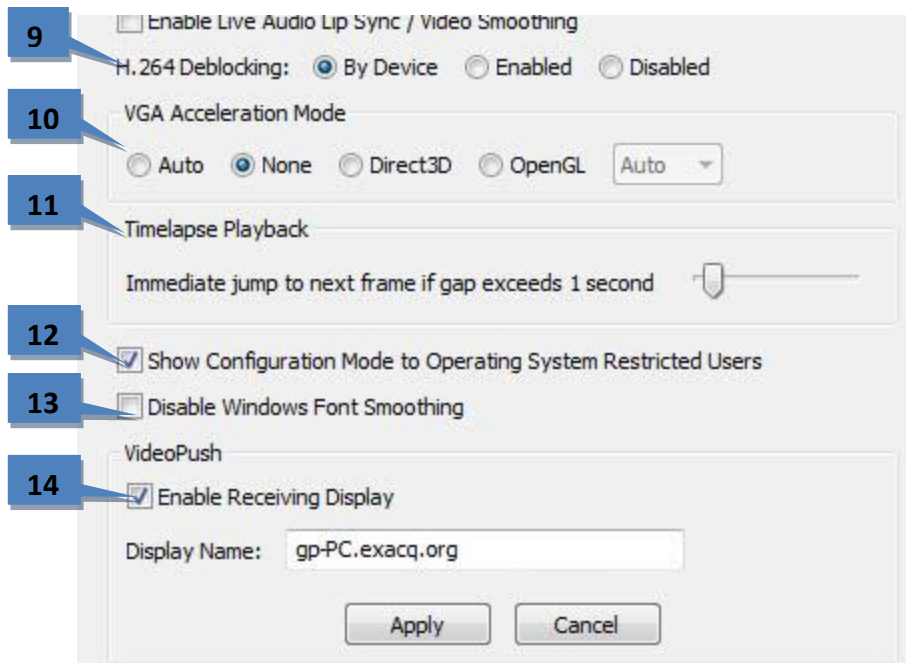 Enable Live Audio Lip Sync / Video Smoothing
9
H.264 Deblocking: By Device Enabled Disabled
10
VGA Acceleration Mode
Auto None Direct3D OpenGL Auto
11
Timelapse Playback
Immediate jump to next frame if gap exceeds 1 second
12
Show Configuration Mode to Operating System Restricted Users
13
Disable Windows Font Smoothing
VideoPush
14
Enable Receiving Display
Display Name: gp-PC.exacq.org
Apply Cancel